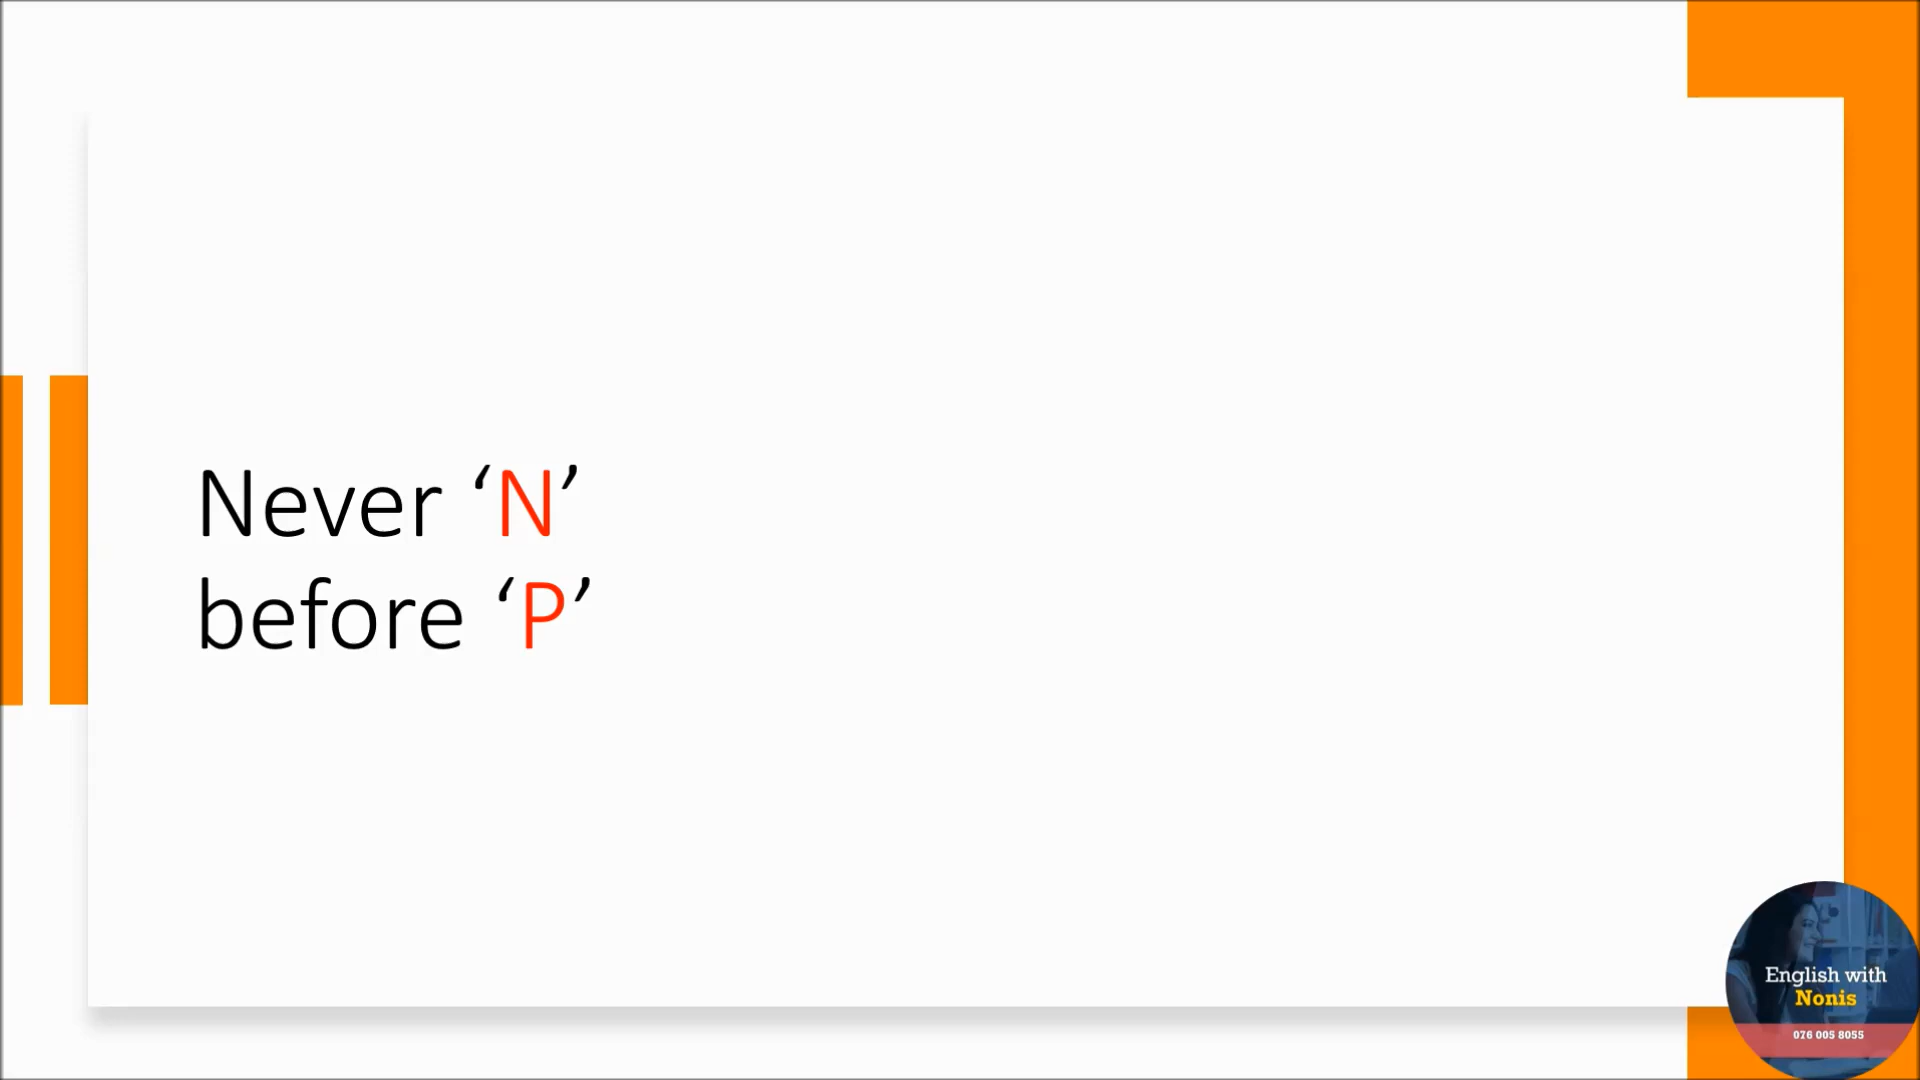 Never ‘N’
before ‘P’
English with
Nonis
076 005 8055